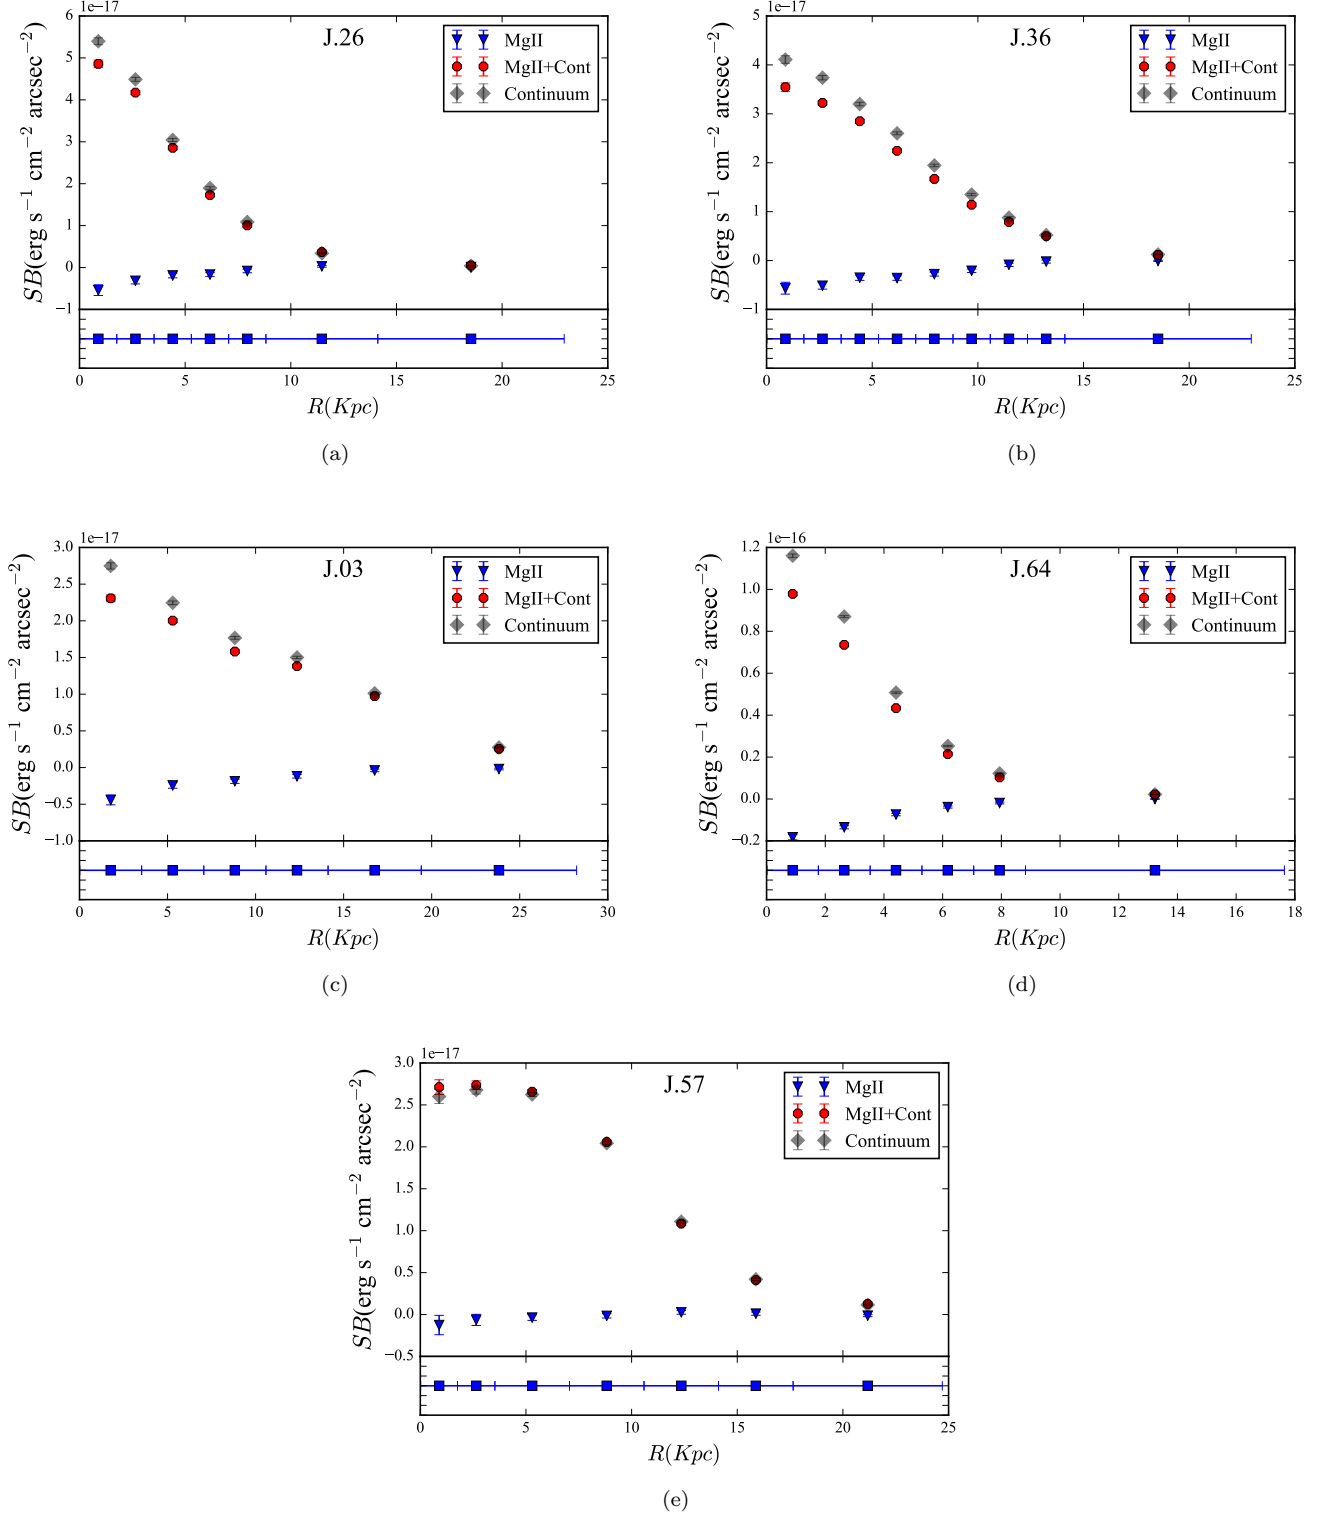 1e−17
J.26
MgII
MgII+Cont
Continuum
SB(erg s−1 cm−2 arcsec−2)
6
5
4
3
2
1
0
−1
0 5 10 15 20 25
R(Kpc)
(a)
1e−17
J.36
MgII
MgII+Cont
Continuum
SB(erg s−1 cm−2 arcsec−2)
5
4
3
2
1
0
−1
0 5 10 15 20 25
R(Kpc)
(b)
1e−17
J.03
MgII
MgII+Cont
Continuum
SB(erg s−1 cm−2 arcsec−2)
3.0
2.5
2.0
1.5
1.0
0.5
0.0
−0.5
−1.0
0 5 10 15 20 25 30
R(Kpc)
(c)
1e−16
J.64
MgII
MgII+Cont
Continuum
SB(erg s−1 cm−2 arcsec−2)
1.2
1.0
0.8
0.6
0.4
0.2
0.0
−0.2
0 2 4 6 8 10 12 14 16 18
R(Kpc)
(d)
1e−17
J.57
MgII
MgII+Cont
Continuum
SB(erg s−1 cm−2 arcsec−2)
3.0
2.5
2.0
1.5
1.0
0.5
0.0
−0.5
0 5 10 15 20 25
R(Kpc)
(e)